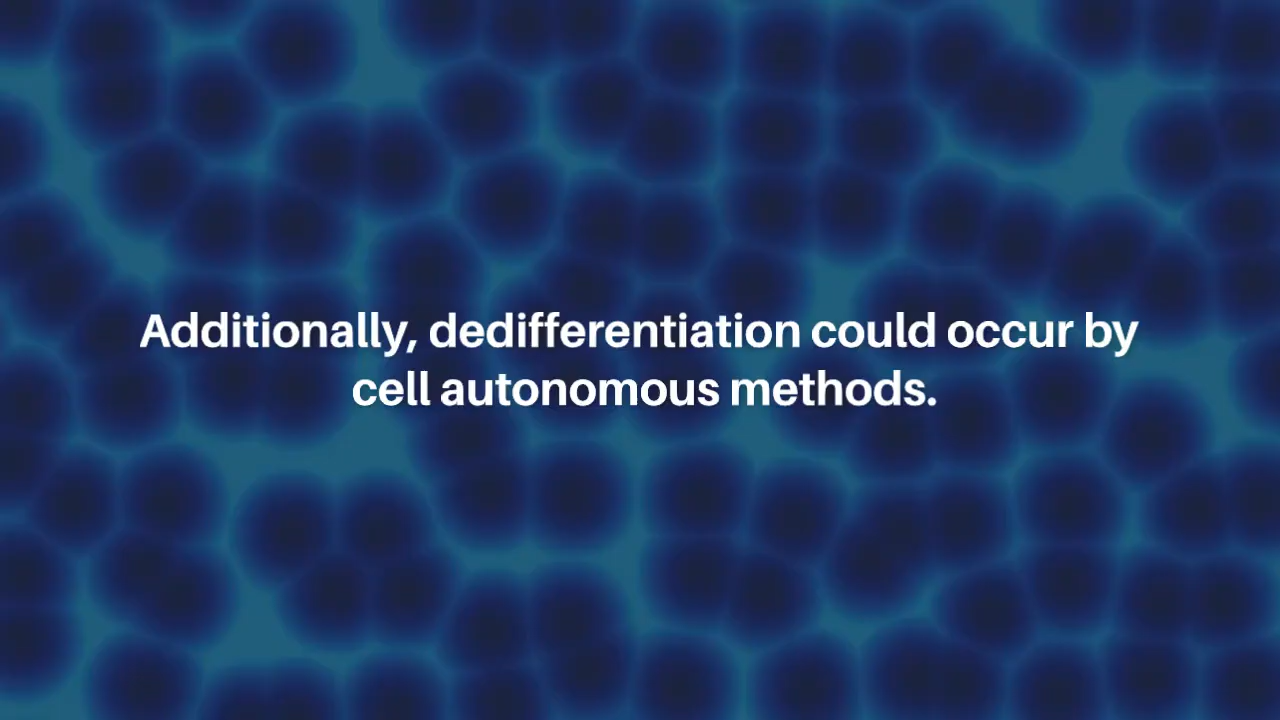 Additionally, dedifferentiation could occur by
cell autonomous methods.